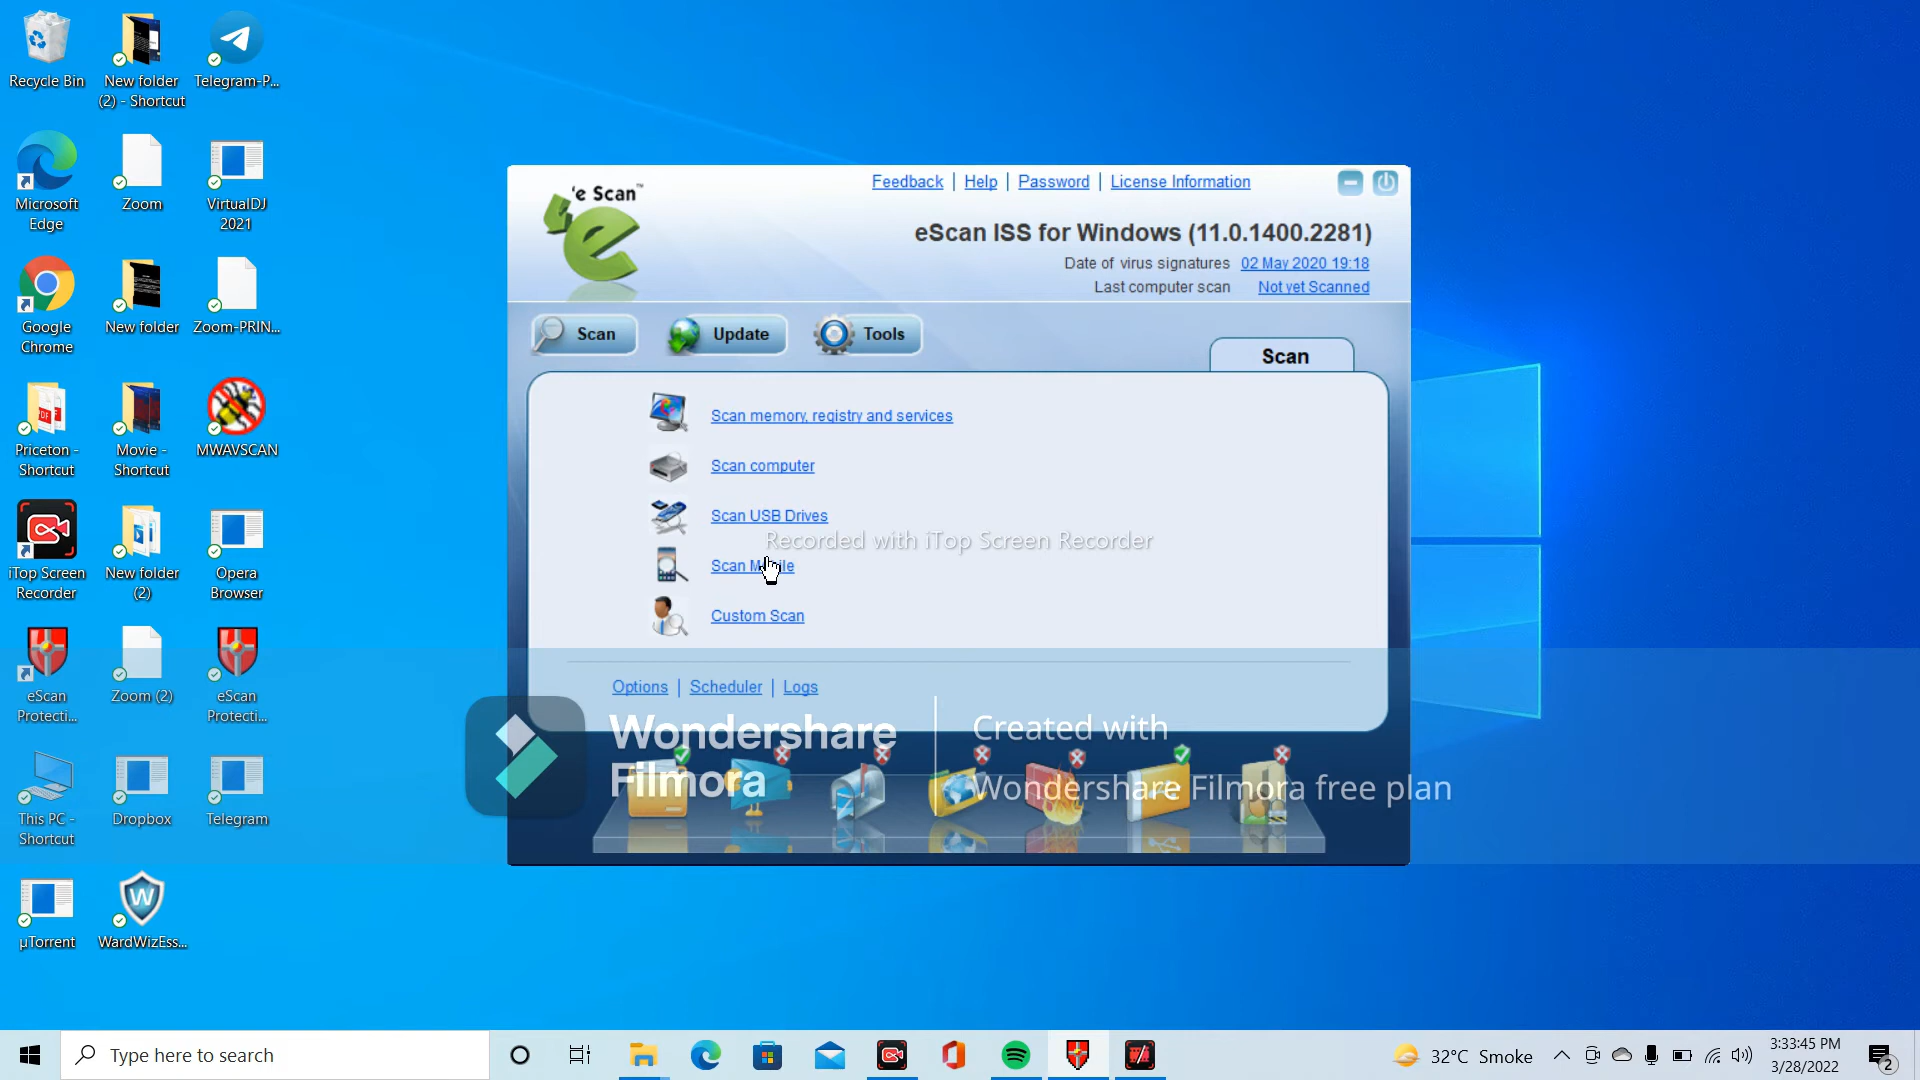 Recycle Bin
New folder
(2) - Shortcut
Telegram-P...
Microsoft
Edge
Zoom
VirtualDJ
2021
Google
Chrome
New folder
Zoom-PRIN...
Priceton -
Shortcut
Movie -
Shortcut
MWAVSCAN
iTop Screen
Recorder
New folder
(2)
Opera
Browser
eScan
Protecti...
Zoom (2)
eScan
Protecti...
This PC -
Shortcut
Dropbox
Telegram
µTorrent
WardWizEss...
e Scan™
Feedback | Help | Password | License Information
eScan ISS for Windows (11.0.1400.2281)
Date of virus signatures 02 May 2020 19:18
Last computer scan Not yet Scanned
Scan
Update
Tools
Scan
Scan memory, registry and services
Scan computer
Scan USB Drives
Recorded with iTop Screen Recorder
Scan M le
Custom Scan
Options | Scheduler | Logs
Wondershare
Filmora
Created with
Wondershare Filmora free plan
Type here to search
32°C Smoke
3:33:45 PM
3/28/2022
2